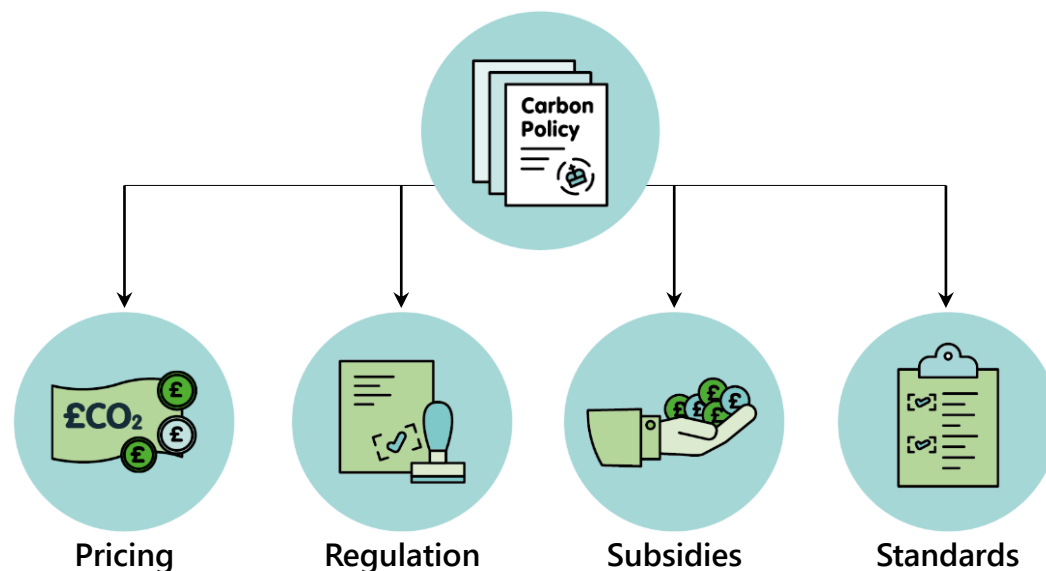 Carbon
Policy
£CO₂
£
£
£
£
£
£
£
£
Pricing
Regulation
Subsidies
Standards